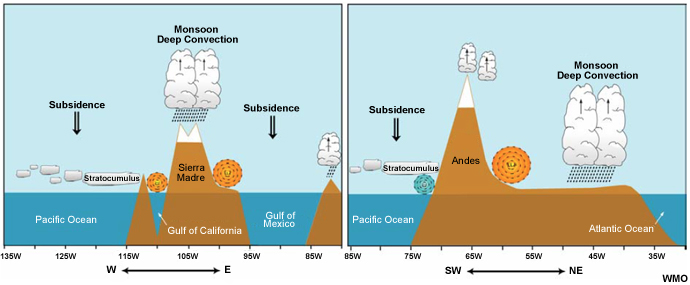 Monsoon
Deep Convection
Subsidence
Subsidence
Stratocumulus
Sierra
Madre
Pacific Ocean
Gulf of California
Gulf of
Mexico
135W 125W 115W 105W 95W 85W
W E
Monsoon
Deep Convection
Subsidence
Stratocumulus
Andes
Pacific Ocean
Atlantic Ocean
85W 75W 65W 55W 45W 35W
SW NE
WMO